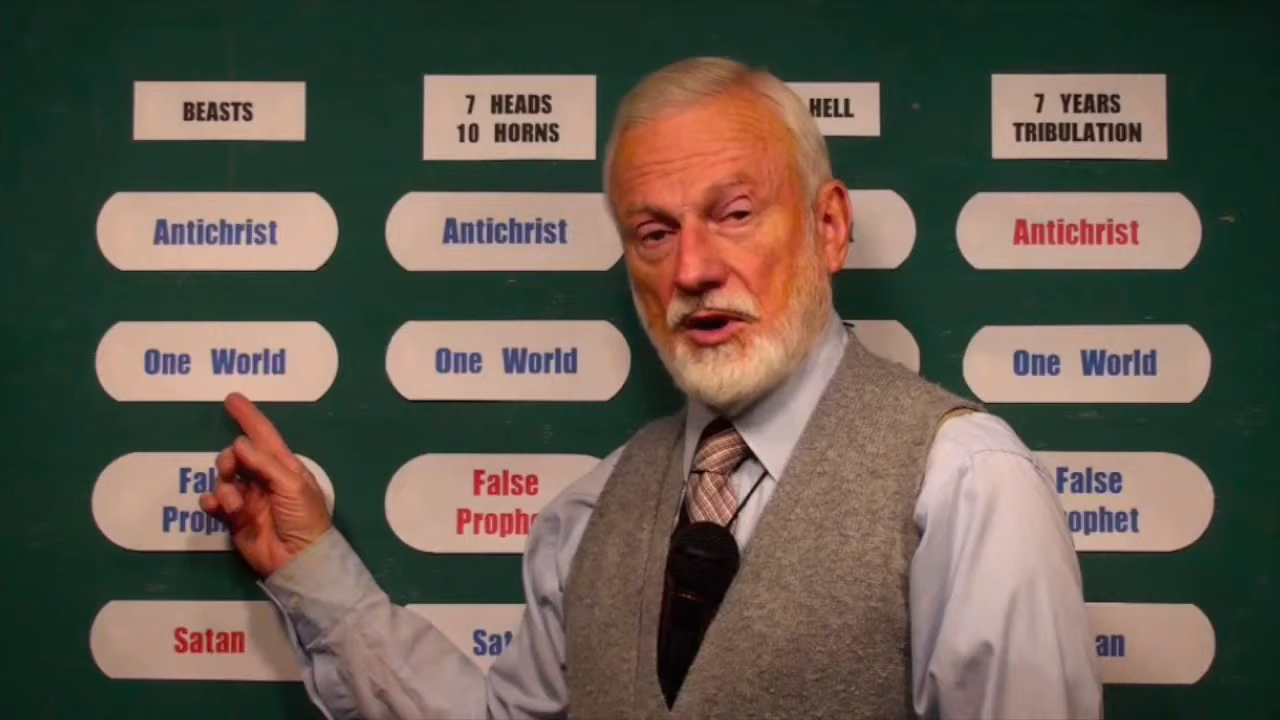 BEASTS
7 HEADS
10 HORNS
HELL
7 YEARS
TRIBULATION
Antichrist
Antichrist
Antichrist
One World
One World
One World
False
False
Prophet
Satan